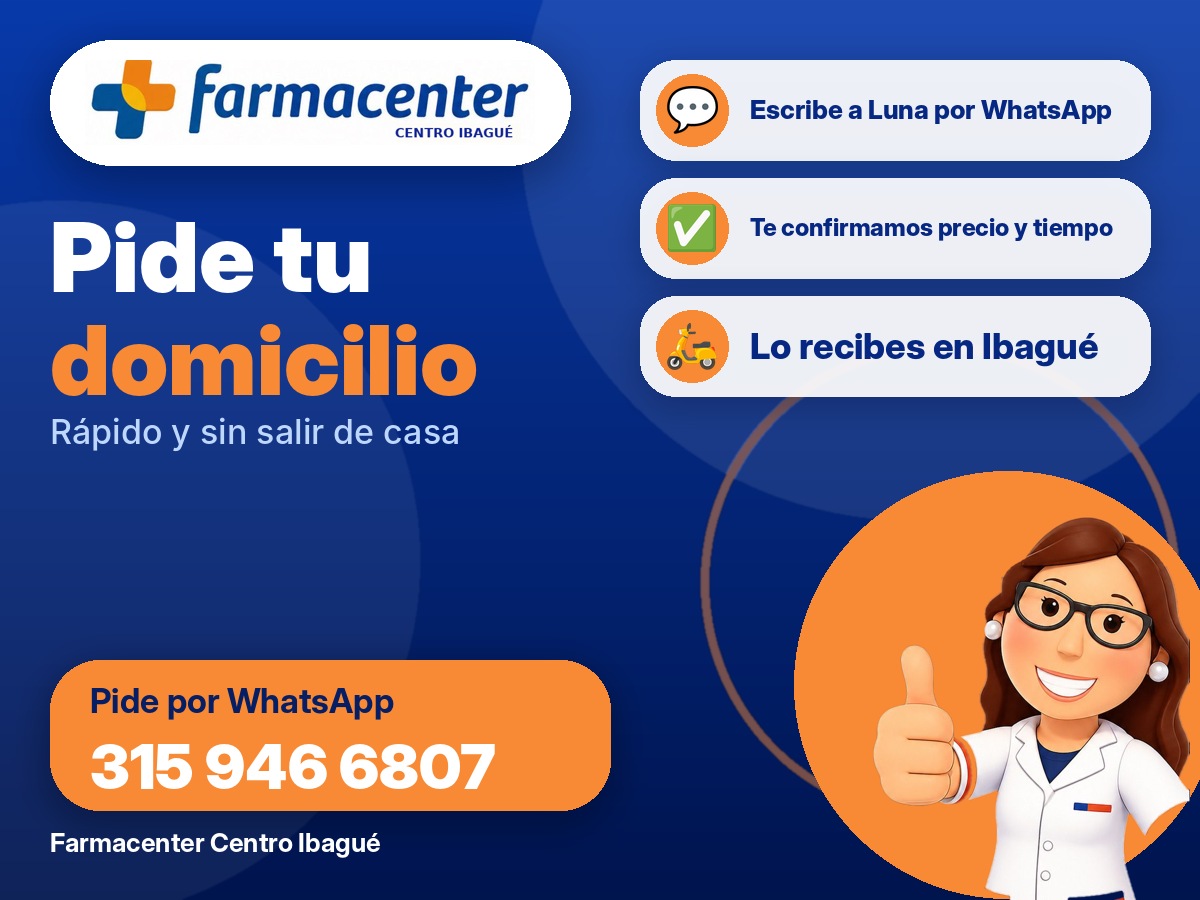 farmacenter
CENTRO IBAGUÉ
Pide tu
domicilio
Rápido y sin salir de casa
Escribe a Luna por WhatsApp
Te confirmamos precio y tiempo
Lo recibes en Ibagué
Pide por WhatsApp
315 946 6807
Farmacenter Centro Ibagué